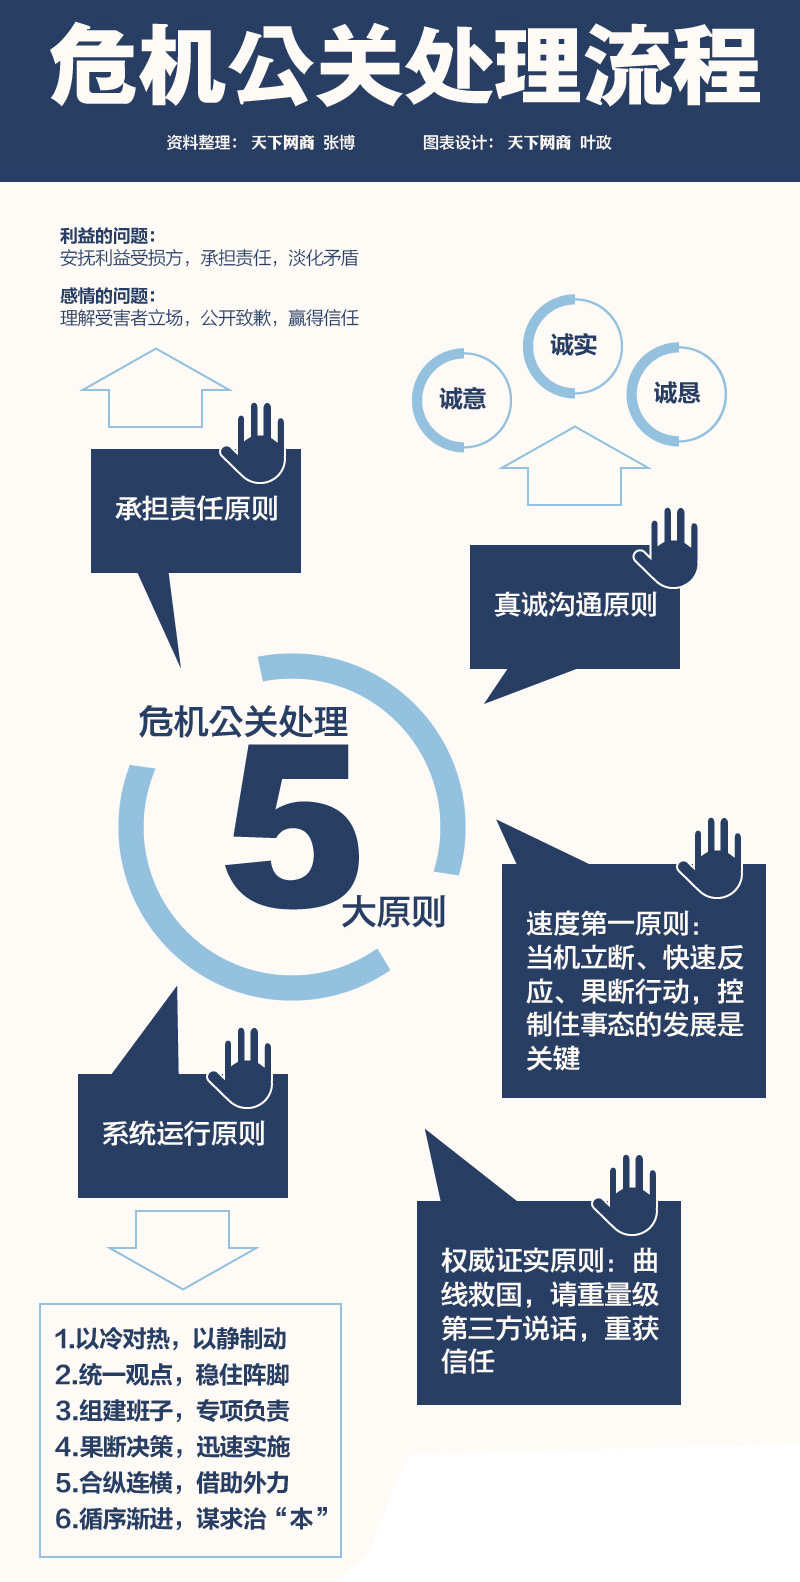 危机公关处理流程
资料整理：天下网商 张博 图表设计：天下网商 叶政
利益的问题：
安抚利益受损方，承担责任，淡化矛盾
感情的问题：
理解受害者立场，公开致歉，赢得信任
诚意
诚实
诚恳
承担责任原则
真诚沟通原则
危机公关处理
5
大原则
速度第一原则：
当机立断、快速反
应、果断行动，控
制住事态的发展是
关键
系统运行原则
权威证实原则：曲
线救国，请重量级
第三方说话，重获
信任
1.以冷对热，以静制动
2.统一观点，稳住阵脚
3.组建班子，专项负责
4.果断决策，迅速实施
5.合纵连横，借助外力
6.循序渐进，谋求治“本”